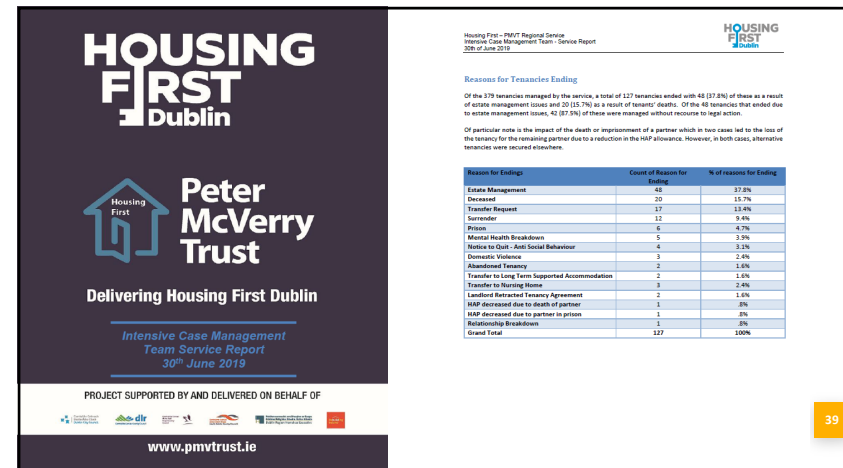 HOUSING
FIRST
Dublin
Housing
First
Peter
McVerry
Trust
Delivering Housing First Dublin
Intensive Case Management
Team Service Report
30th June 2019
PROJECT SUPPORTED BY AND DELIVERED ON BEHALF OF
dlr
www.pmvtrust.ie
Housing First – PMVT Regional Service
Intensive Case Management Team - Service Report
30th of June 2019
HOUSING
FIRST
Dublin
Reasons for Tenancies Ending
Of the 379 tenancies managed by the service, a total of 127 tenancies ended with 48 (37.8%) of these as a result
of estate management issues and 20 (15.7%) as a result of tenants' deaths. Of the 48 tenancies that ended due
to estate management issues, 42 (87.5%) of these were managed without recourse to legal action.
Of particular note is the impact of the death or imprisonment of a partner which in two cases led to the loss of
the tenancy for the remaining partner due to a reduction in the HAP allowance. However, in both cases, alternative
tenancies were secured elsewhere.
Reason for Endings Count of Reason for Ending % of reasons for Ending
Estate Management 48 37.8%
Deceased 20 15.7%
Transfer Request 17 13.4%
Surrender 12 9.4%
Prison 6 4.7%
Mental Health Breakdown 5 3.9%
Notice to Quit - Anti Social Behaviour 4 3.1%
Domestic Violence 3 2.4%
Abandoned Tenancy 2 1.6%
Transfer to Long Term Supported Accommodation 2 1.6%
Transfer to Nursing Home 3 2.4%
Landlord Retracted Tenancy Agreement 2 1.6%
HAP decreased due to death of partner 1 .8%
HAP decreased due to partner in prison 1 .8%
Relationship Breakdown 1 .8%
Grand Total 127 100%
39